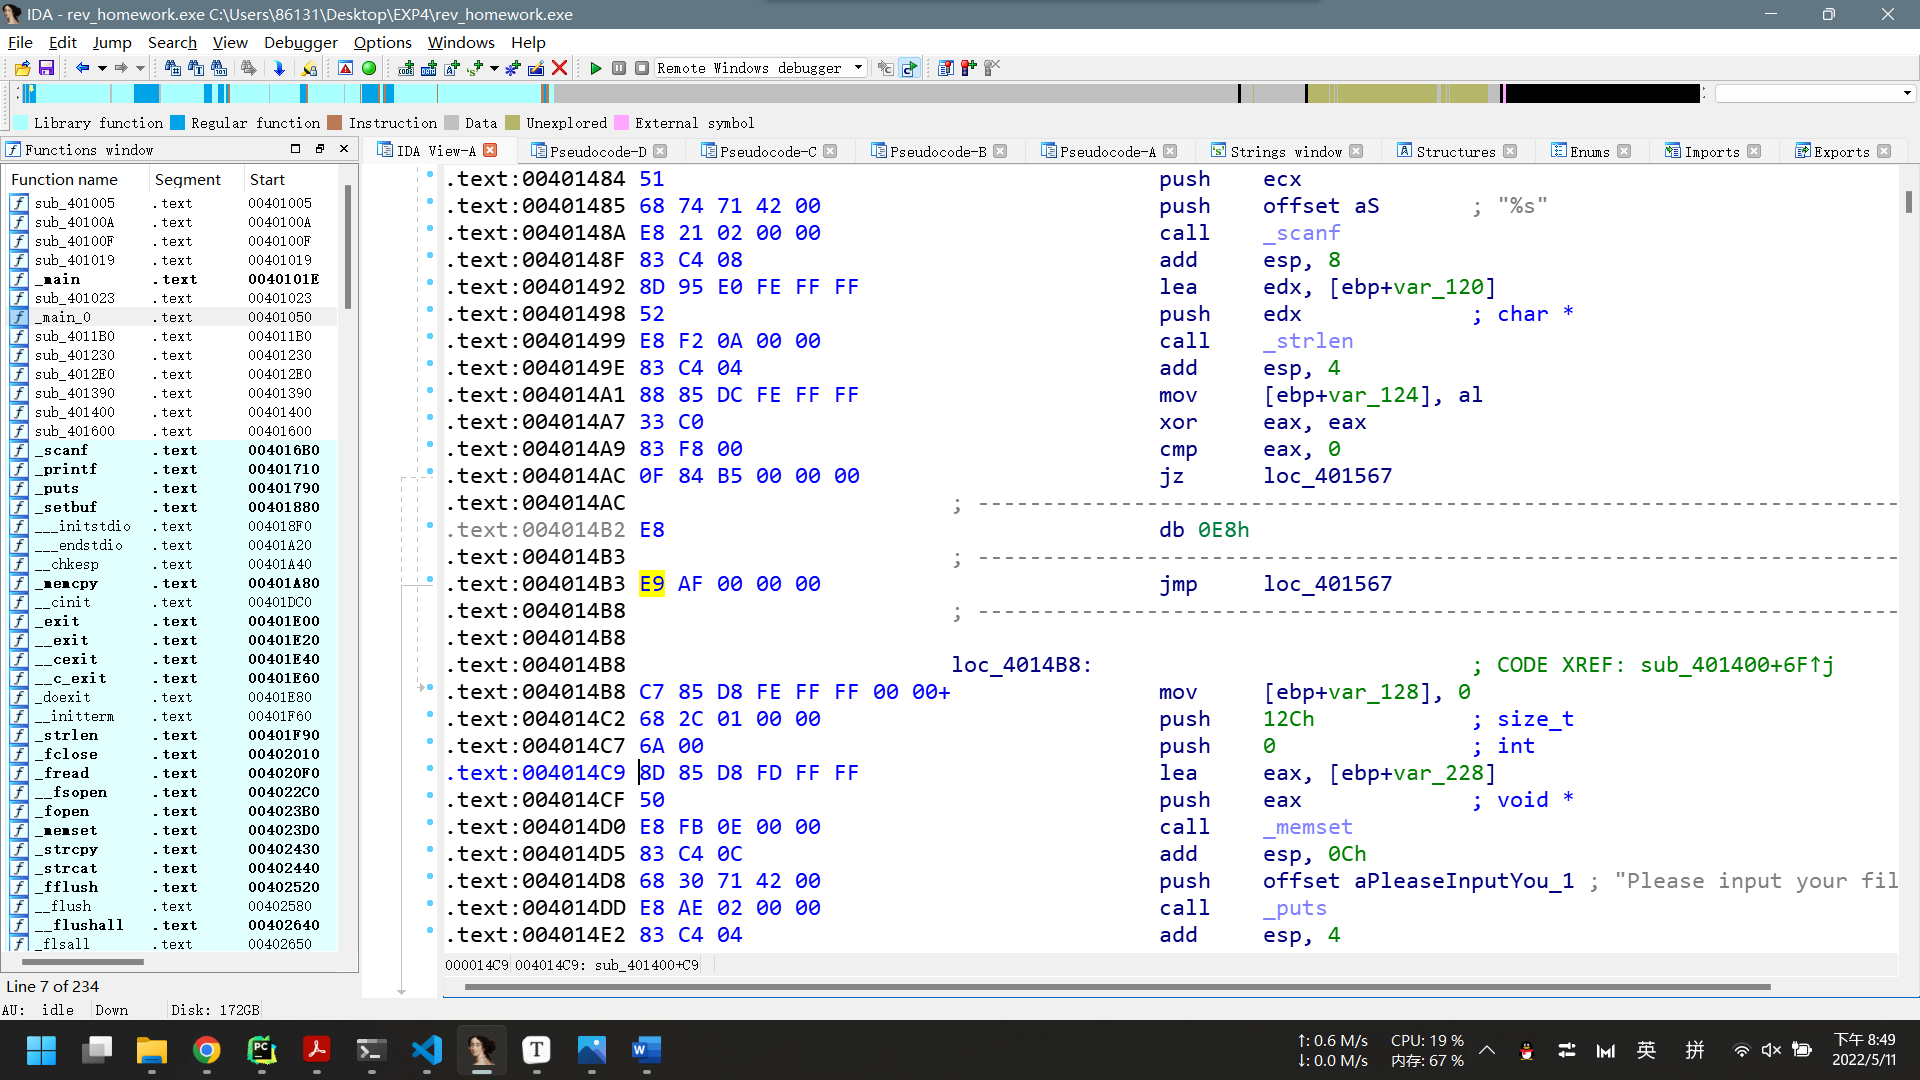 IDA - rev_homework.exe C:\Users\86131\Desktop\EXP4\rev_homework.exe
File Edit Jump Search View Debugger Options Windows Help
Remote Windows debugger
Library function Regular function Instruction Data Unexplored External symbol
Functions window
IDA View-A Pseudocode-D Pseudocode-C Pseudocode-B Pseudocode-A Strings window Structures Enums Imports Exports
Function name Segment Start
sub_401005 .text 00401005
sub_40100A .text 0040100A
sub_40100F .text 0040100F
sub_401019 .text 00401019
_main .text 0040101E
sub_401023 .text 00401023
_main_0 .text 00401050
sub_4011B0 .text 004011B0
sub_401230 .text 00401230
sub_4012E0 .text 004012E0
sub_401390 .text 00401390
sub_401400 .text 00401400
sub_401600 .text 00401600
_scanf .text 004016B0
_printf .text 00401710
_puts .text 00401790
_setbuf .text 00401880
___initstdio .text 004018F0
___endstdio .text 00401A20
__chkesp .text 00401A40
_memcpy .text 00401A80
__cinit .text 00401DC0
_exit .text 00401E00
__exit .text 00401E20
__cexit .text 00401E40
__c_exit .text 00401E60
_doexit .text 00401E80
__initterm .text 00401F60
_strlen .text 00401F90
_fclose .text 00402010
_fread .text 004020F0
__fsopen .text 004022C0
_fopen .text 004023B0
_memset .text 004023D0
_strcpy .text 00402430
_strcat .text 00402440
_fflush .text 00402520
__flush .text 00402580
__flushall .text 00402640
_flsall .text 00402650
Line 7 of 234
.text:00401484 51 push ecx
.text:00401485 68 74 71 42 00 push offset aS ; "%s"
.text:0040148A E8 21 02 00 00 call _scanf
.text:0040148F 83 C4 08 add esp, 8
.text:00401492 8D 95 E0 FE FF FF lea edx, [ebp+var_120]
.text:00401498 52 push edx ; char *
.text:00401499 E8 F2 0A 00 00 call _strlen
.text:0040149E 83 C4 04 add esp, 4
.text:004014A1 88 85 DC FE FF FF mov [ebp+var_124], al
.text:004014A7 33 C0 xor eax, eax
.text:004014A9 83 F8 00 cmp eax, 0
.text:004014AC 0F 84 B5 00 00 00 jz loc_401567
.text:004014AC ; ---------------------------------------------------------------------------
.text:004014B2 E8 db 0E8h
.text:004014B3 ; ---------------------------------------------------------------------------
.text:004014B3 E9 AF 00 00 00 jmp loc_401567
.text:004014B8 ; ---------------------------------------------------------------------------
.text:004014B8
.text:004014B8 loc_4014B8: ; CODE XREF: sub_401400+6F↑j
.text:004014B8 C7 85 D8 FE FF FF 00 00+ mov [ebp+var_128], 0
.text:004014C2 68 2C 01 00 00 push 12Ch ; size_t
.text:004014C7 6A 00 push 0 ; int
.text:004014C9 8D 85 D8 FD FF FF lea eax, [ebp+var_228]
.text:004014CF 50 push eax ; void *
.text:004014D0 E8 FB 0E 00 00 call _memset
.text:004014D5 83 C4 0C add esp, 0Ch
.text:004014D8 68 30 71 42 00 push offset aPleaseInputYou_1 ; "Please input your fil
.text:004014DD E8 AE 02 00 00 call _puts
.text:004014E2 83 C4 04 add esp, 4
000014C9 004014C9: sub_401400+C9
AU: idle Down Disk: 172GB
↑: 0.6 M/s CPU: 19 %
↓: 0.0 M/s 内存: 67 %
英 拼
下午 8:49
2022/5/11